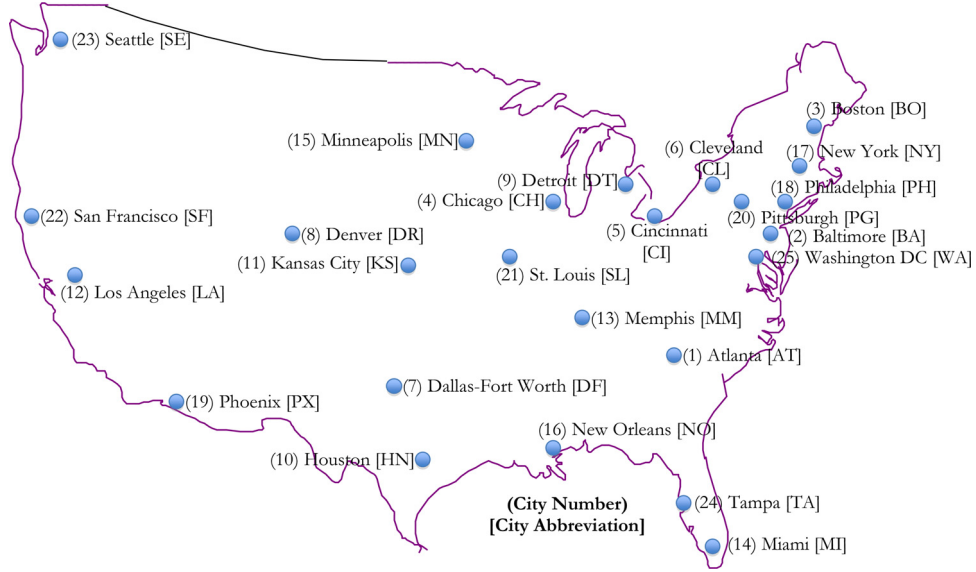 (23) Seattle [SE]
(3) Boston [BO]
(15) Minneapolis [MN]
(6) Cleveland
[CL]
(17) New York [NY]
(9) Detroit [DT]
(18) Philadelphia [PH]
(4) Chicago [CH]
(22) San Francisco [SF]
(20) Pittsburgh [PG]
(5) Cincinnati
[CI]
(8) Denver [DR]
(2) Baltimore [BA]
(11) Kansas City [KS]
(25) Washington DC [WA]
(21) St. Louis [SL]
(12) Los Angeles [LA]
(13) Memphis [MM]
(1) Atlanta [AT]
(7) Dallas-Fort Worth [DF]
(19) Phoenix [PX]
(16) New Orleans [NO]
(10) Houston [HN]
(City Number)
[City Abbreviation]
(24) Tampa [TA]
(14) Miami [MI]